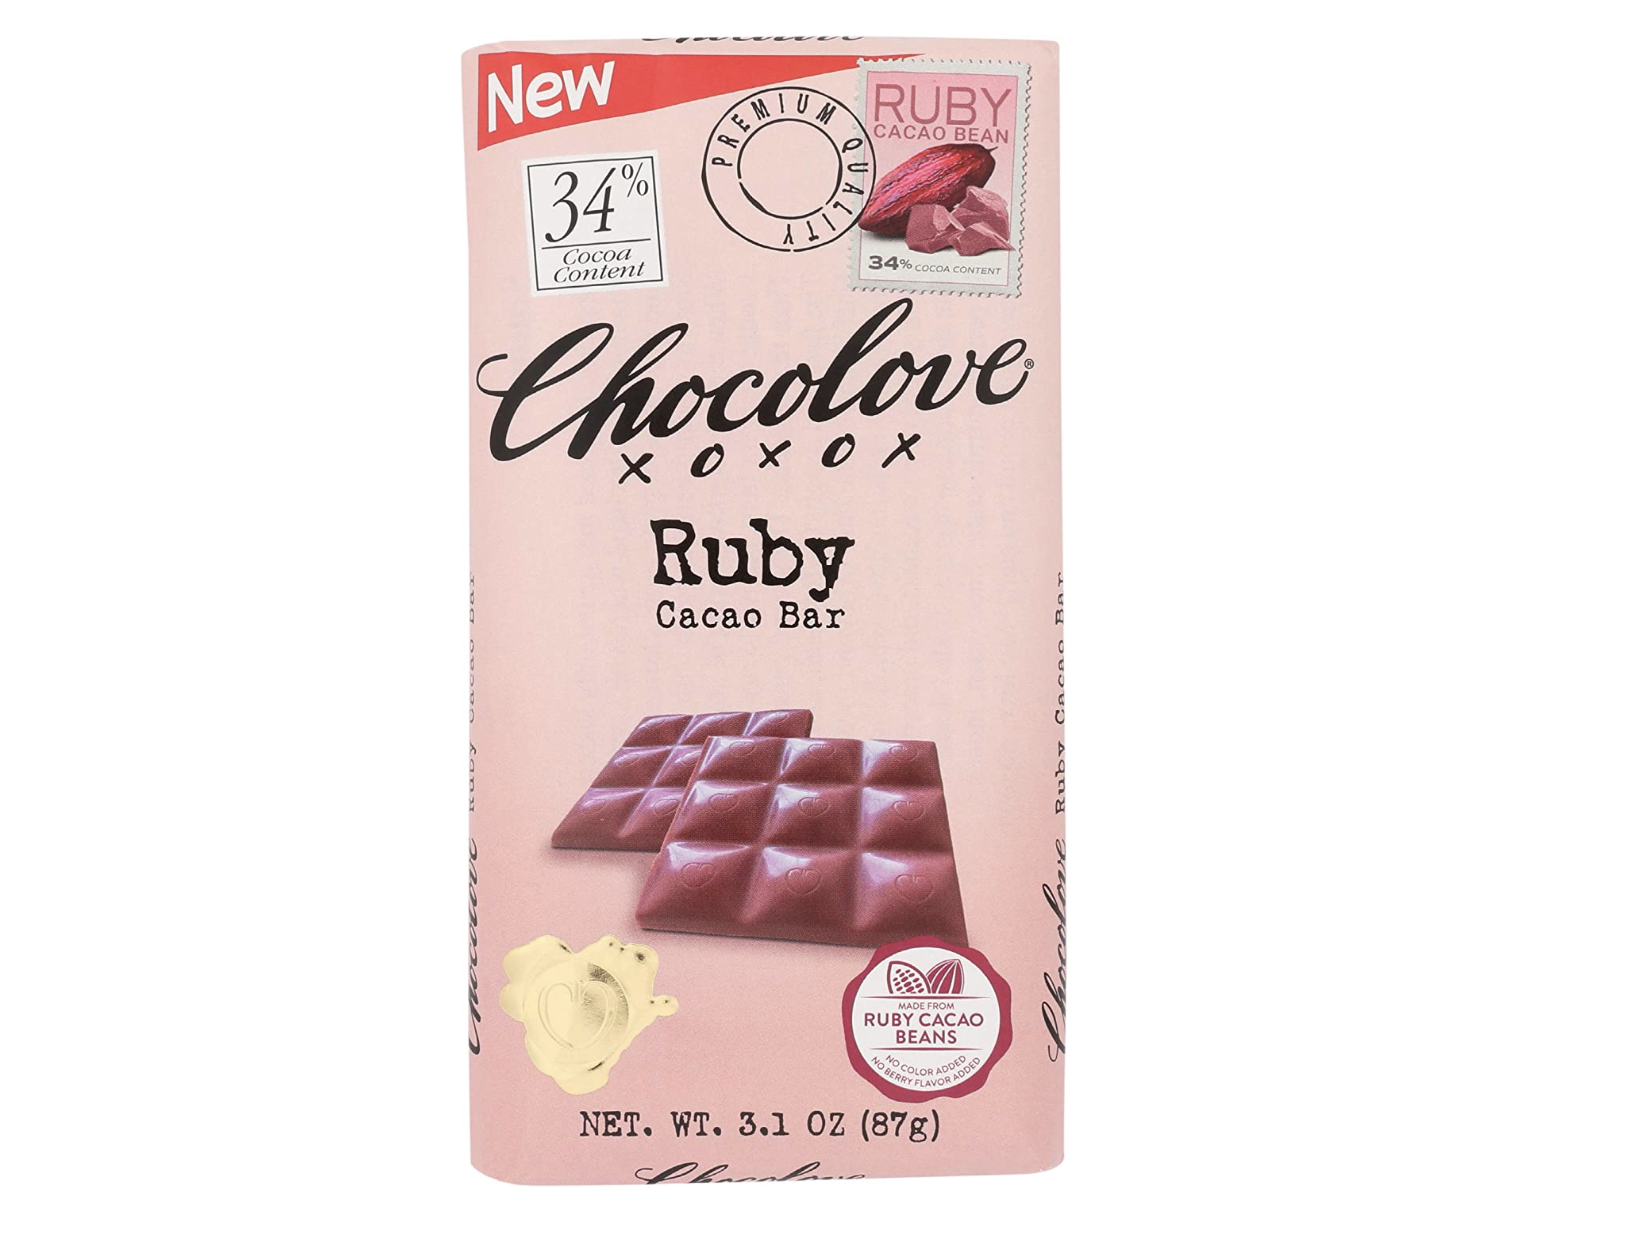 Chocolove
New
PREMIUM QUALITY
RUBY
CACAO BEAN
34% COCOA CONTENT
34%
Cocoa
Content
Chocolove®
xoxox
Ruby
Cacao Bar
Chocolove Ruby Cacao Bar
Chocolove Ruby Cacao Bar
MADE FROM
RUBY CACAO
BEANS
NO COLOR ADDED
NO BERRY FLAVOR ADDED
NET. WT. 3.1 OZ (87g)
Chocolove